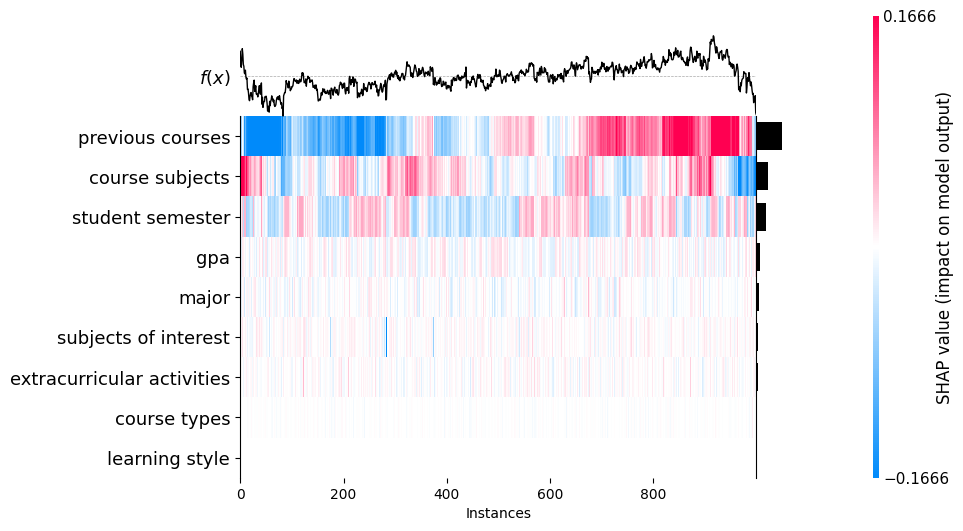 0.1666
f(x)
previous courses
course subjects
student semester
gpa
major
subjects of interest
extracurricular activities
course types
learning style
0 200 400 600 800
Instances
SHAP value (impact on model output)
−0.1666